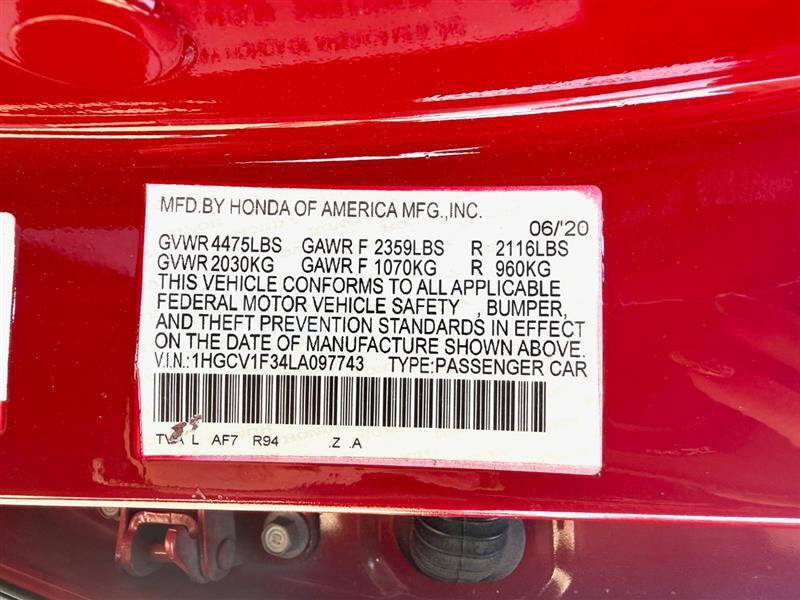 MFD.BY HONDA OF AMERICA MFG.,INC.
06/'20
GVWR 4475LBS GAWR F 2359LBS R 2116LBS
GVWR 2030KG GAWR F 1070KG R 960KG
THIS VEHICLE CONFORMS TO ALL APPLICABLE
FEDERAL MOTOR VEHICLE SAFETY , BUMPER,
AND THEFT PREVENTION STANDARDS IN EFFECT
ON THE DATE OF MANUFACTURE SHOWN ABOVE.
V.I.N.:1HGCV1F34LA097743 TYPE:PASSENGER CAR
L AF7 R94 .Z .A